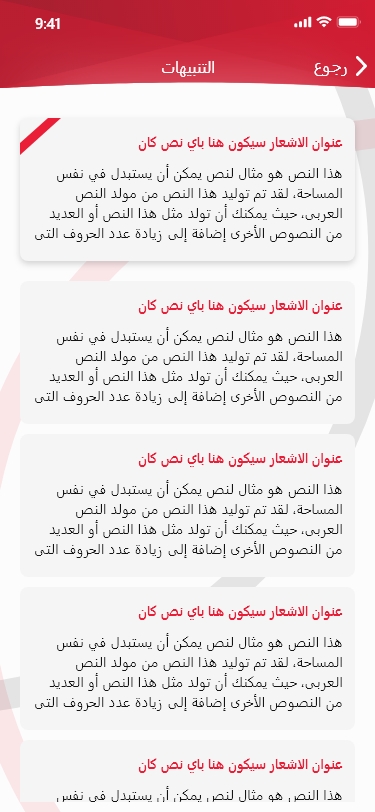 9:41
رجوع
التنبيهات
عنوان الاشعار سيكون هنا باي نص كان
هذا النص هو مثال لنص يمكن أن يستبدل في نفس
المساحة، لقد تم توليد هذا النص من مولد النص
العربى، حيث يمكنك أن تولد مثل هذا النص أو العديد
من النصوص الأخرى إضافة إلى زيادة عدد الحروف التى
عنوان الاشعار سيكون هنا باي نص كان
هذا النص هو مثال لنص يمكن أن يستبدل في نفس
المساحة، لقد تم توليد هذا النص من مولد النص
العربى، حيث يمكنك أن تولد مثل هذا النص أو العديد
من النصوص الأخرى إضافة إلى زيادة عدد الحروف التى
عنوان الاشعار سيكون هنا باي نص كان
هذا النص هو مثال لنص يمكن أن يستبدل في نفس
المساحة، لقد تم توليد هذا النص من مولد النص
العربى، حيث يمكنك أن تولد مثل هذا النص أو العديد
من النصوص الأخرى إضافة إلى زيادة عدد الحروف التى
عنوان الاشعار سيكون هنا باي نص كان
هذا النص هو مثال لنص يمكن أن يستبدل في نفس
المساحة، لقد تم توليد هذا النص من مولد النص
العربى، حيث يمكنك أن تولد مثل هذا النص أو العديد
من النصوص الأخرى إضافة إلى زيادة عدد الحروف التى
عنوان الاشعار سيكون هنا باي نص كان
هذا النص هو مثال لنص يمكن أن يستبدل في نفس